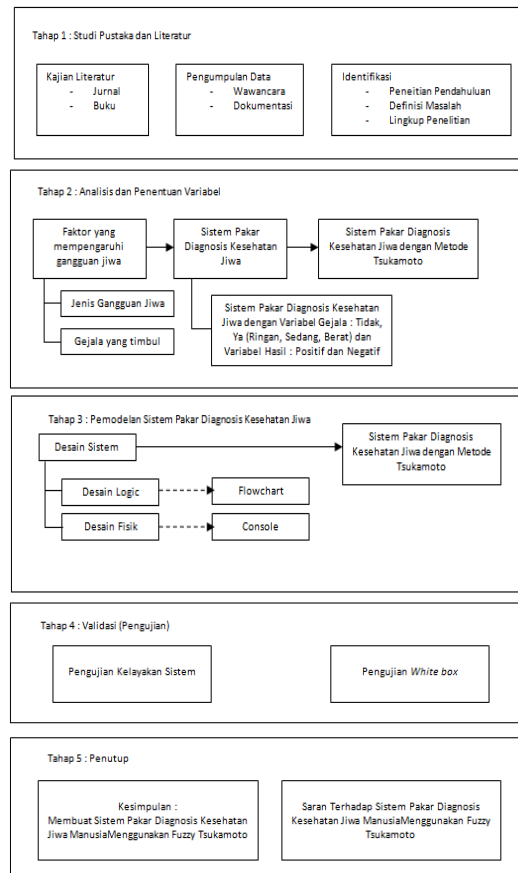 Tahap 1 : Studi Pustaka dan Literatur
Kajian Literatur
- Jurnal
- Buku
Pengumpulan Data
- Wawancara
- Dokumentasi
Identifikasi
- Peneitian Pendahuluan
- Definisi Masalah
- Lingkup Penelitian
Tahap 2 : Analisis dan Penentuan Variabel
Faktor yang
mempengaruhi
gangguan jiwa
Sistem Pakar
Diagnosis Kesehatan
Jiwa
Sistem Pakar Diagnosis
Kesehatan Jiwa dengan Metode
Tsukamoto
Jenis Gangguan Jiwa
Gejala yang timbul
Sistem Pakar Diagnosis Kesehatan
Jiwa dengan Variabel Gejala : Tidak,
Ya (Ringan, Sedang, Berat) dan
Variabel Hasil : Positif dan Negatif
Tahap 3 : Pemodelan Sistem Pakar Diagnosis Kesehatan Jiwa
Desain Sistem
Sistem Pakar Diagnosis
Kesehatan Jiwa dengan Metode
Tsukamoto
Desain Logic
Flowchart
Desain Fisik
Console
Tahap 4 : Validasi (Pengujian)
Pengujian Kelayakan Sistem
Pengujian White box
Tahap 5 : Penutup
Kesimpulan :
Membuat Sistem Pakar Diagnosis Kesehatan
Jiwa ManusiaMenggunakan Fuzzy Tsukamoto
Saran Terhadap Sistem Pakar Diagnosis
Kesehatan Jiwa ManusiaMenggunakan Fuzzy
Tsukamoto